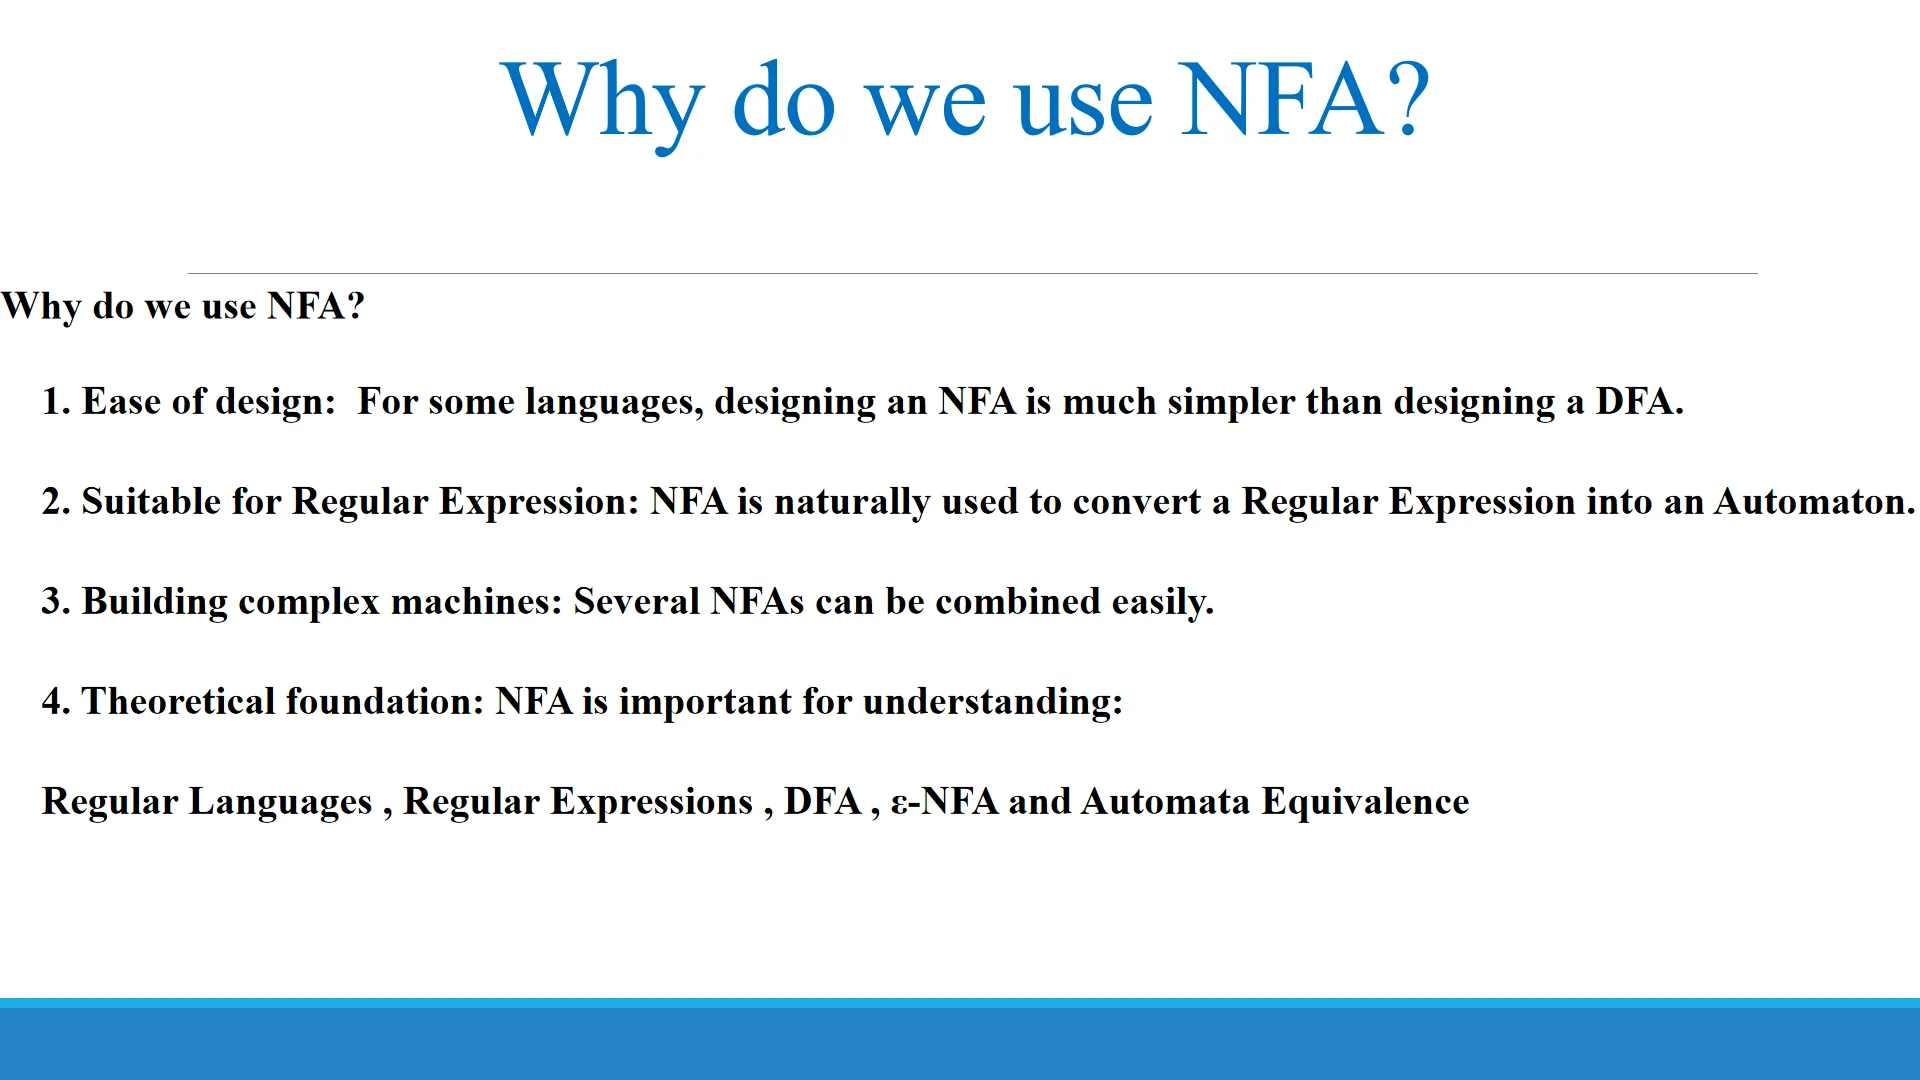 Why do we use NFA?
Why do we use NFA?
1. Ease of design:  For some languages, designing an NFA is much simpler than designing a DFA.
2. Suitable for Regular Expression: NFA is naturally used to convert a Regular Expression into an Automaton.
3. Building complex machines: Several NFAs can be combined easily.
4. Theoretical foundation: NFA is important for understanding:
Regular Languages , Regular Expressions , DFA , ε-NFA and Automata Equivalence